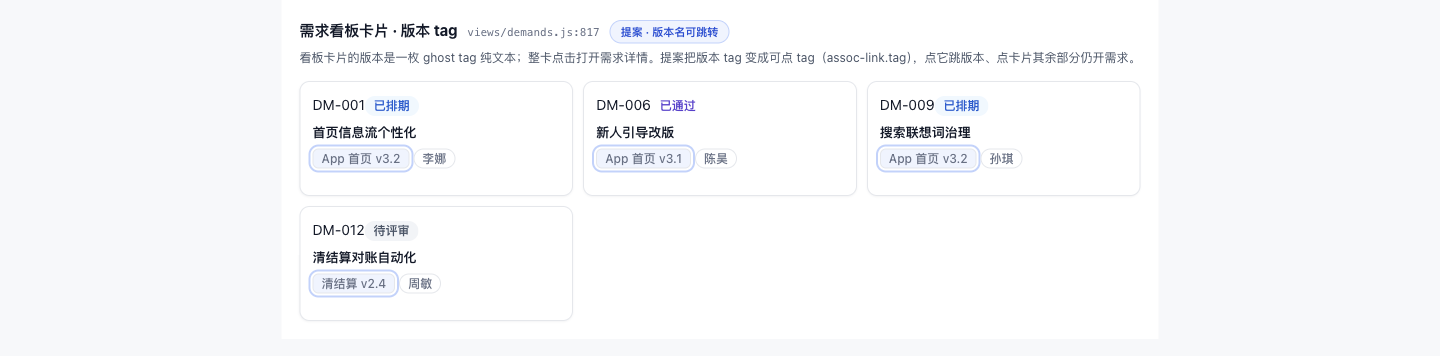 需求看板卡片 · 版本 tag views/demands.js:817 提案 · 版本名可跳转
看板卡片的版本是一枚 ghost tag 纯文本；整卡点击打开需求详情。提案把版本 tag 变成可点 tag（assoc-link.tag），点它跳版本、点卡片其余部分仍开需求。
DM-001 已排期
首页信息流个性化
App 首页 v3.2 李娜
DM-006 已通过
新人引导改版
App 首页 v3.1 陈昊
DM-009 已排期
搜索联想词治理
App 首页 v3.2 孙琪
DM-012 待评审
清结算对账自动化
清结算 v2.4 周敏